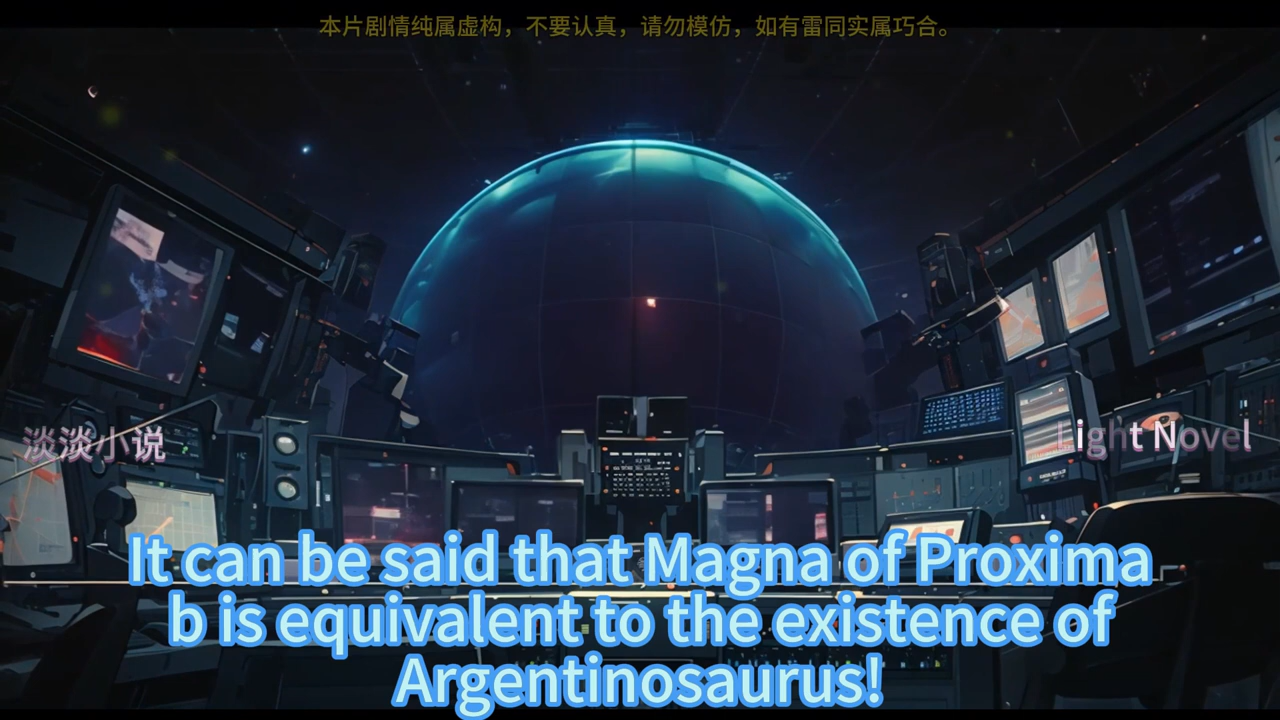 本片剧情纯属虚构，不要认真，请勿模仿，如有雷同实属巧合。
淡淡小说
Light Novel
It can be said that Magna of Proxima
b is equivalent to the existence of
Argentinosaurus!